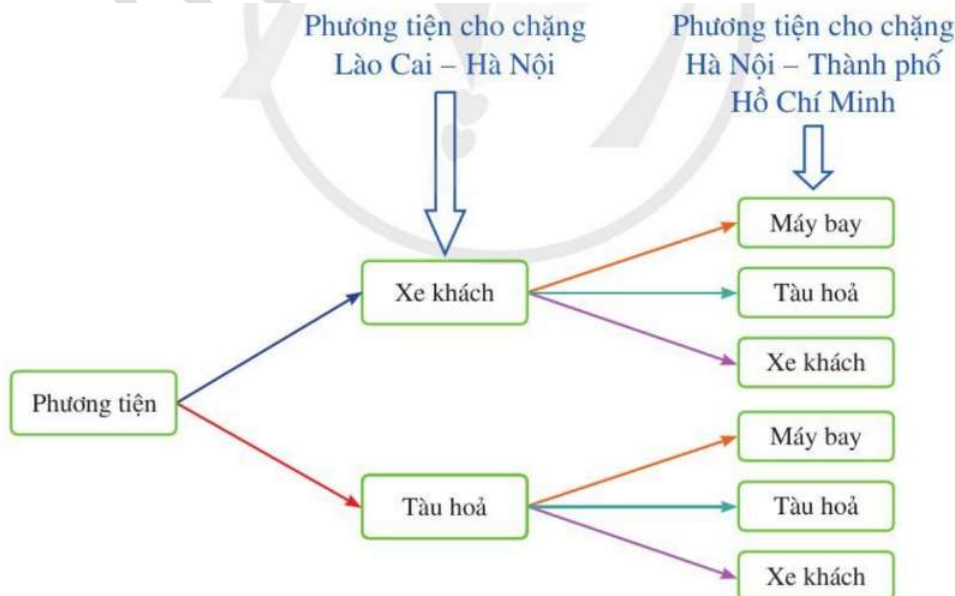 Phương tiện cho chặng
Lào Cai – Hà Nội
Phương tiện cho chặng
Hà Nội – Thành phố
Hồ Chí Minh
Máy bay
Xe khách
Tàu hoả
Xe khách
Phương tiện
Máy bay
Tàu hoả
Tàu hoả
Xe khách